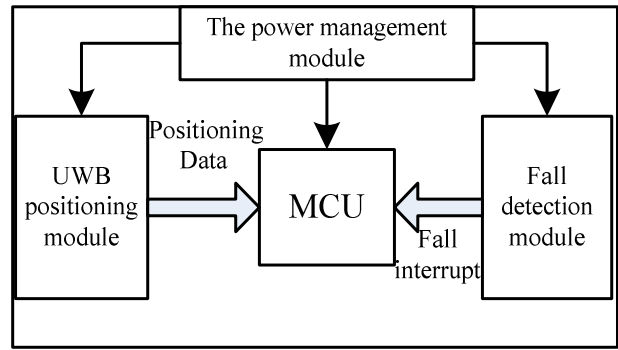 The power management
module
Positioning
Data
UWB
positioning
module
MCU
Fall
detection
module
Fall
interrupt